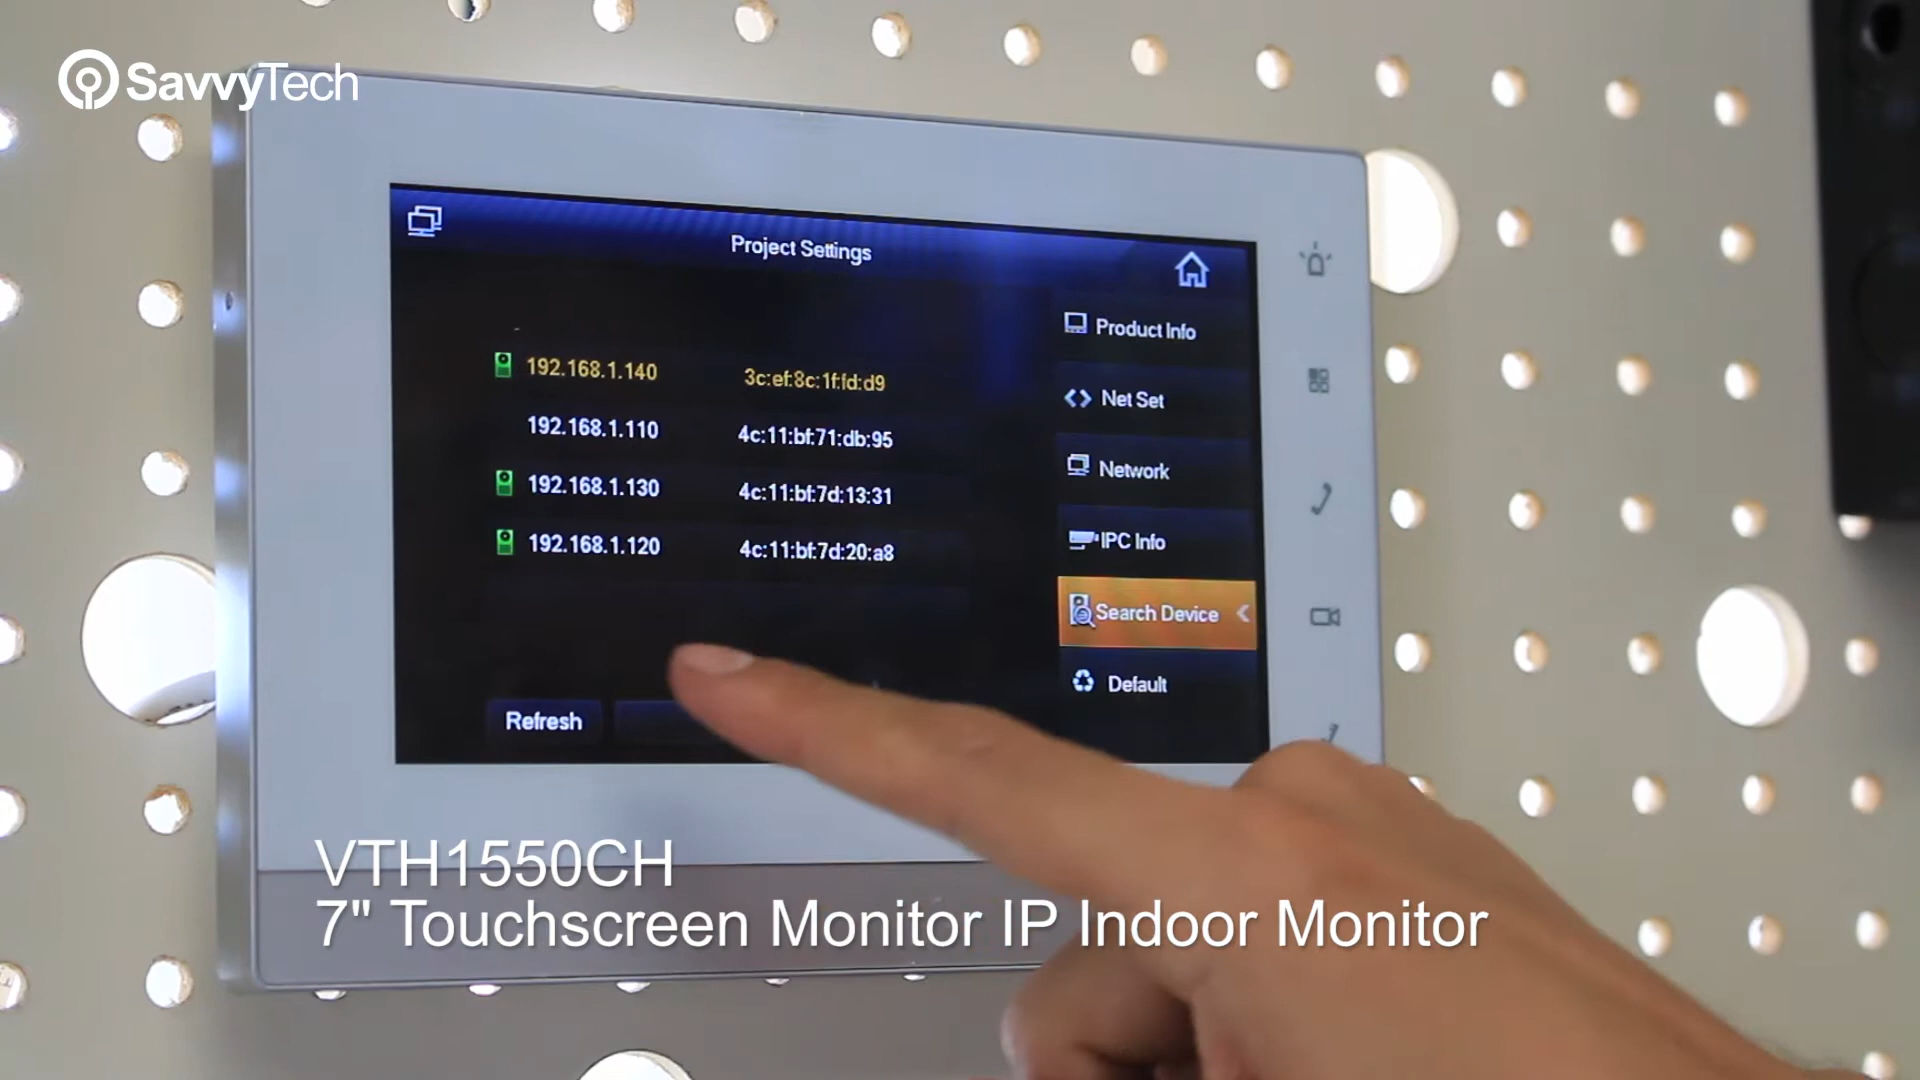 SavvyTech
Project Settings
192.168.1.140 3c:ef:8c:1f:fd:d9
192.168.1.110 4c:11:bf:71:db:95
192.168.1.130 4c:11:bf:7d:13:31
192.168.1.120 4c:11:bf:7d:20:a8
Refresh
Product Info
Net Set
Network
IPC Info
Search Device
Default
VTH1550CH
7" Touchscreen Monitor IP Indoor Monitor